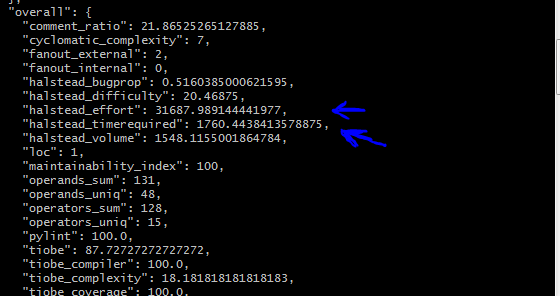 },
"overall": {
"comment_ratio": 21.86525265127885,
"cyclomatic_complexity": 7,
"fanout_external": 2,
"fanout_internal": 0,
"halstead_bugprop": 0.5160385000621595,
"halstead_difficulty": 20.46875,
"halstead_effort": 31687.989144441977,
"halstead_timerequired": 1760.4438413578875,
"halstead_volume": 1548.1155001864784,
"loc": 1,
"maintainability_index": 100,
"operands_sum": 131,
"operands_uniq": 48,
"operators_sum": 128,
"operators_uniq": 15,
"pylint": 100.0,
"tiobe": 87.72727272727272,
"tiobe_compiler": 100.0,
"tiobe_complexity": 18.181818181818183,
"tiobe_coverage": 100.0,